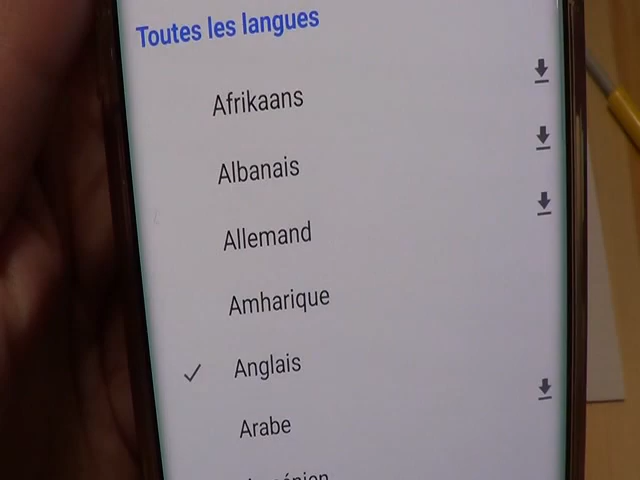 Toutes les langues
Afrikaans
Albanais
Allemand
Amharique
Anglais
Arabe